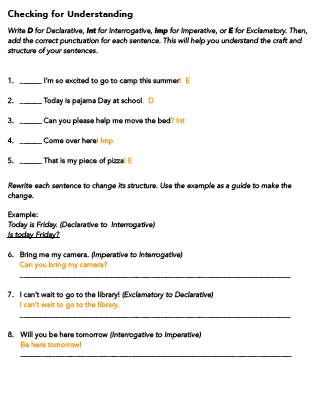 Checking for Understanding
Write D for Declarative, Int for Interrogative, Imp for Imperative, or E for Exclamatory. Then,
add the correct punctuation for each sentence. This will help you understand the craft and
structure of your sentences.
1. ______ I'm so excited to go to camp this summer! E
2. ______ Today is pajama Day at school. D
3. ______ Can you please help me move the bed? Int
4. ______ Come over here! Imp
5. ______ That is my piece of pizza! E
Rewrite each sentence to change its structure. Use the example as a guide to make the
change.
Example:
Today is Friday. (Declarative to Interrogative)
Is today Friday?
6. Bring me my camera. (Imperative to Interrogative)
Can you bring my camera?
7. I can't wait to go to the library! (Exclamatory to Declarative)
I can't wait to go to the library.
8. Will you be here tomorrow (Interrogative to Imperative)
Be here tomorrow!